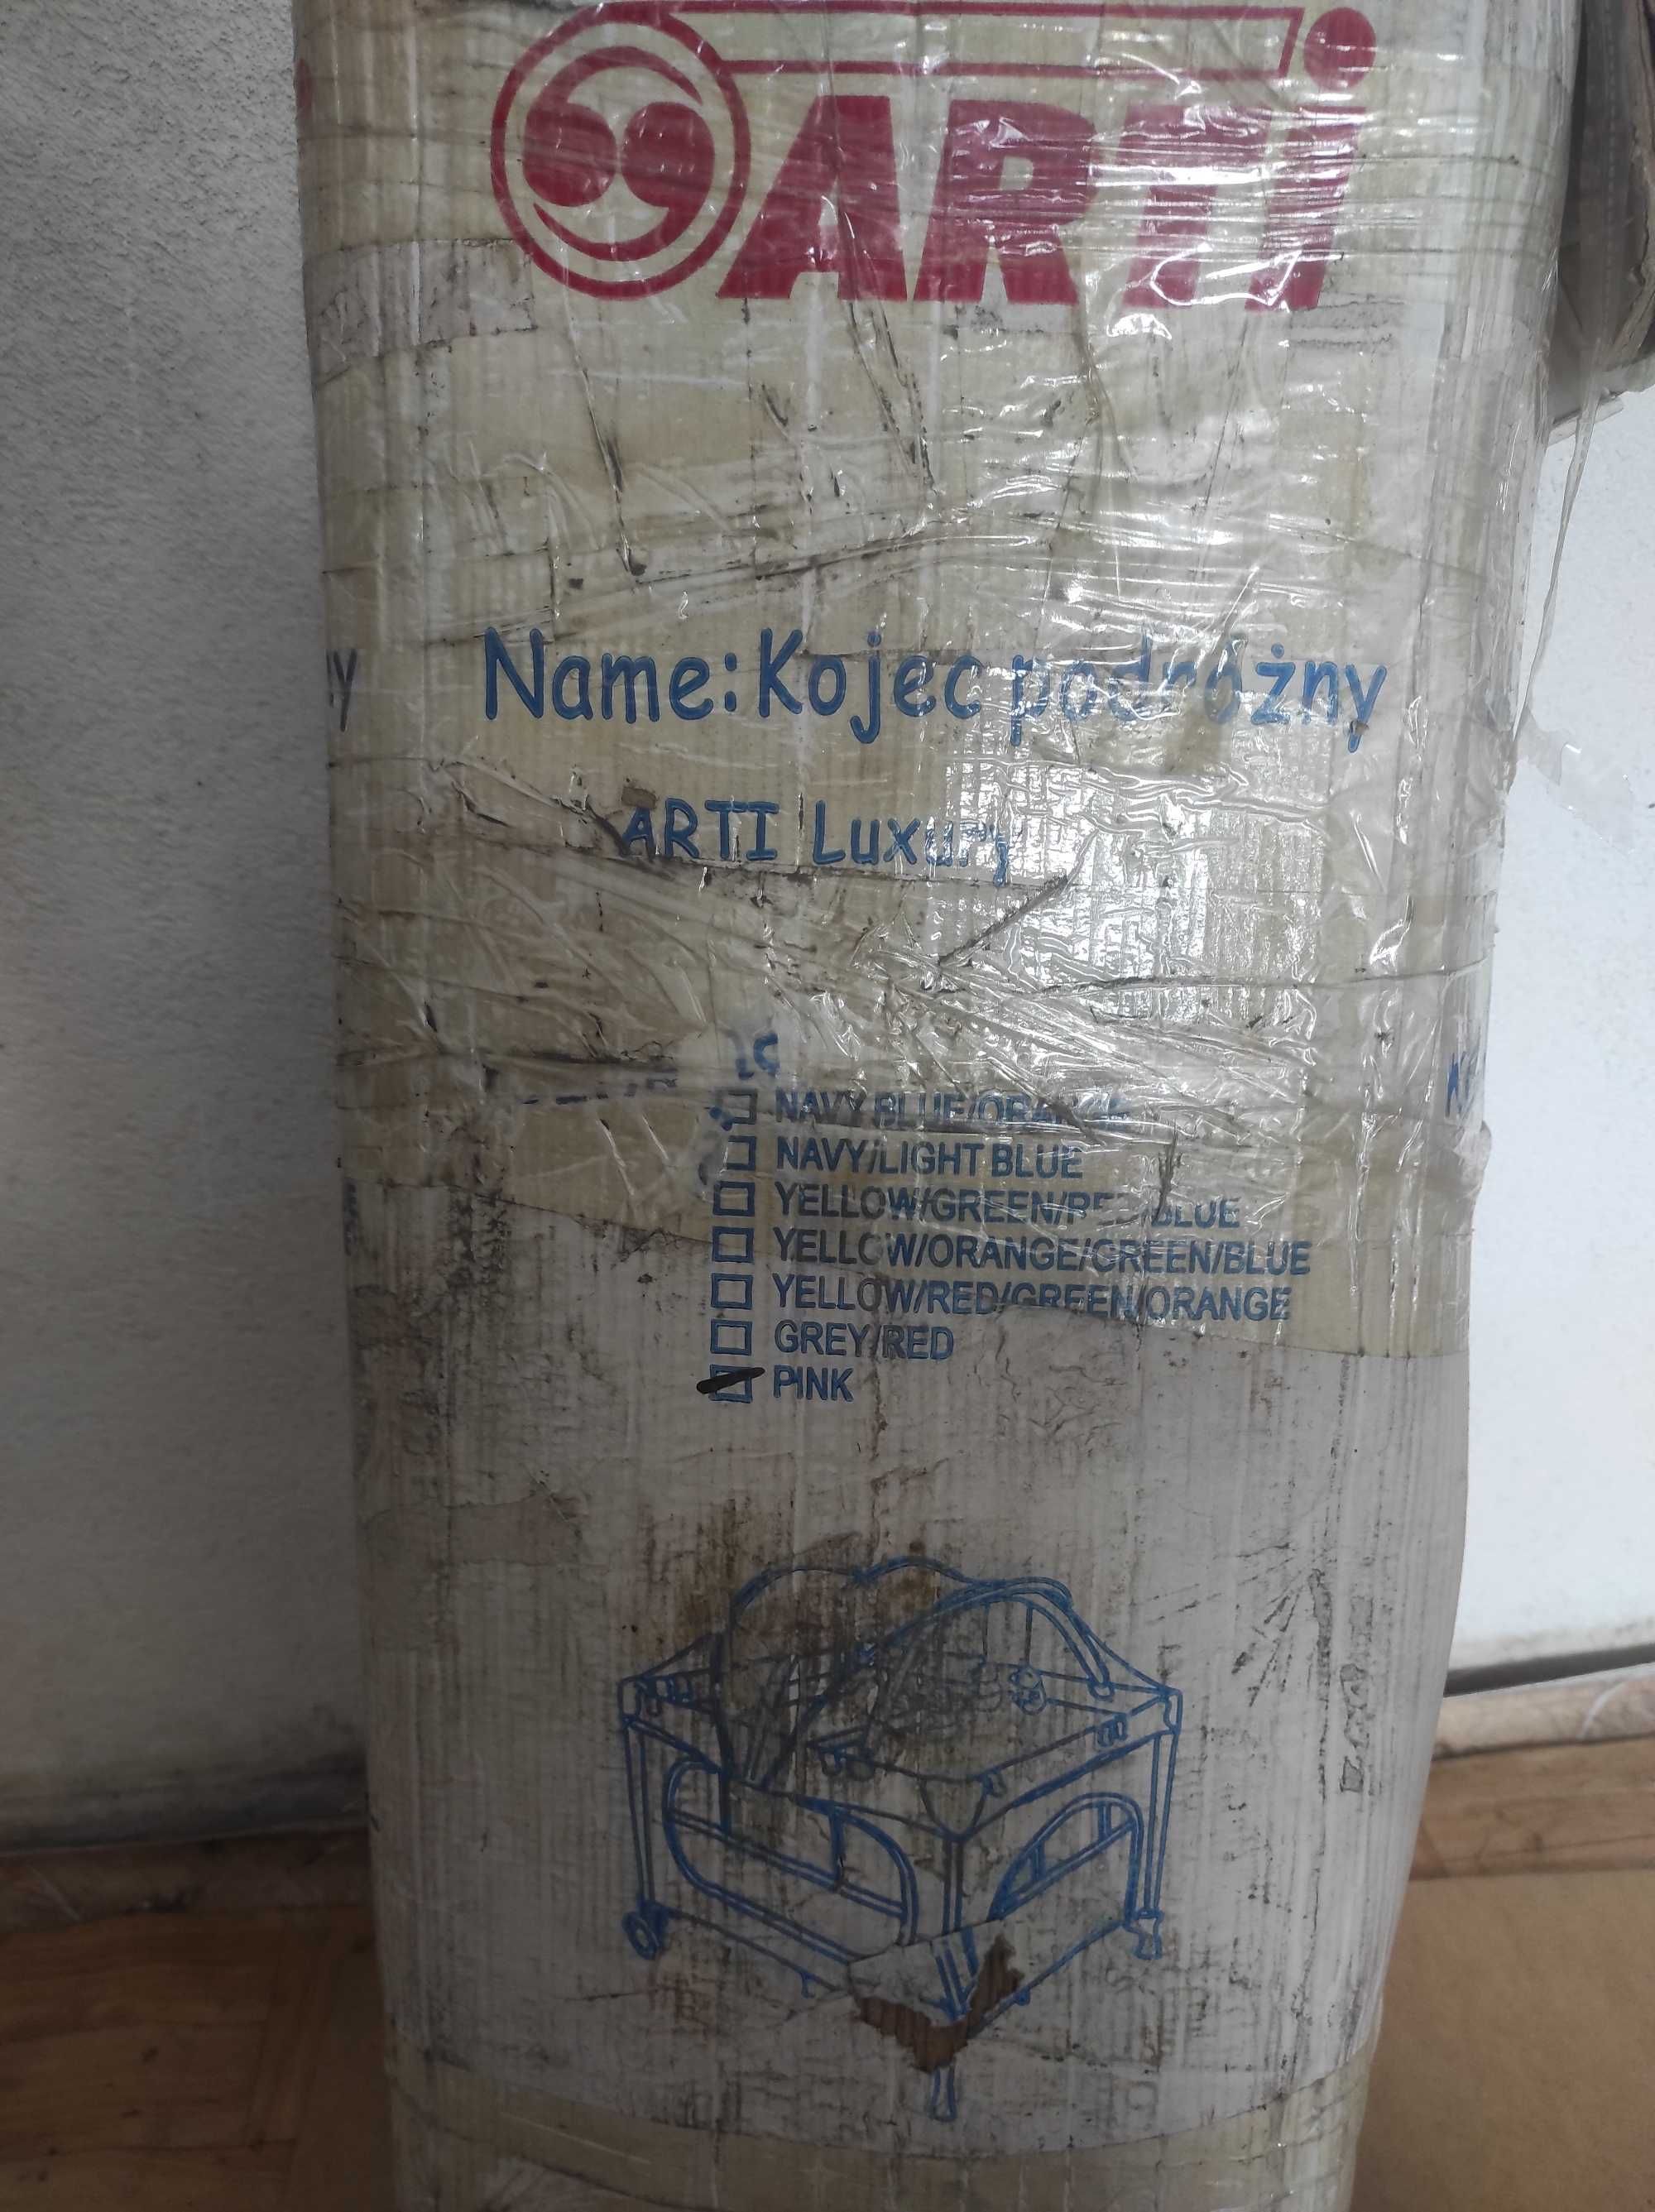 ARTi
Name: Kojec podróżny
ARTI Luxury
NAVY BLUE/ORANGE
NAVY/LIGHT BLUE
YELLOW/GREEN/RED/BLUE
YELLOW/ORANGE/GREEN/BLUE
YELLOW/RED/GREEN/ORANGE
GREY/RED
PINK